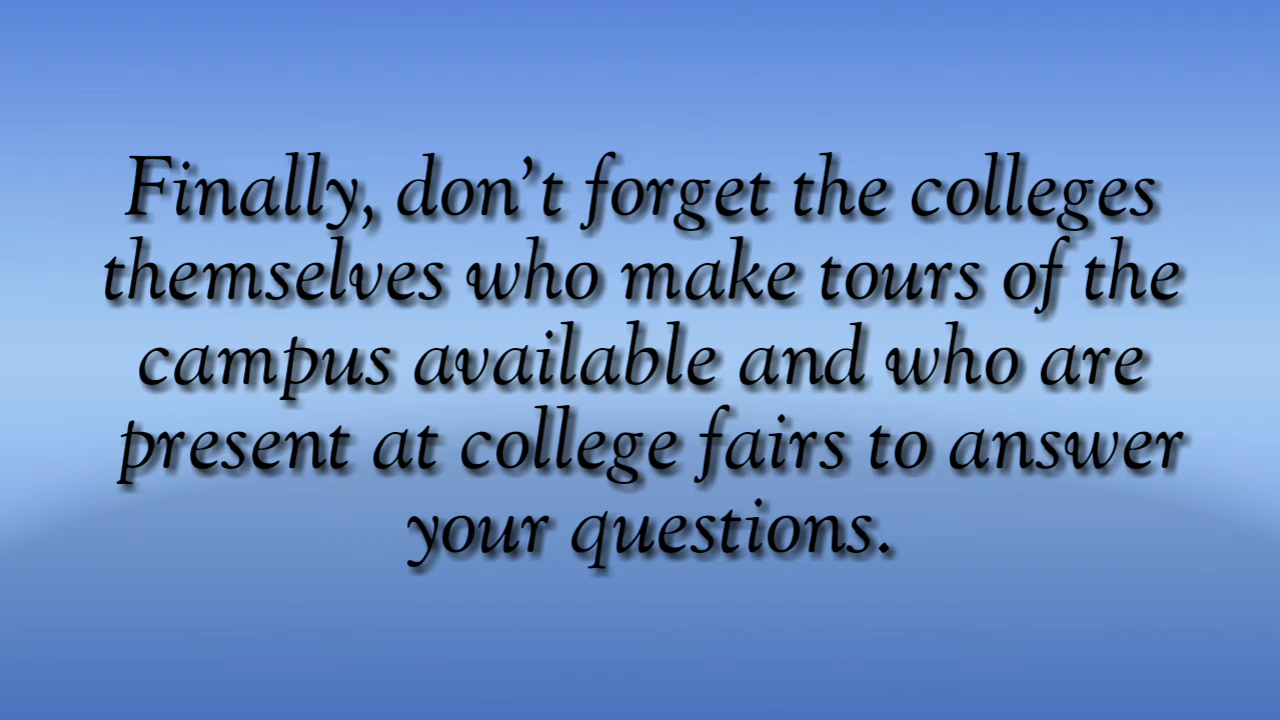 Finally, don’t forget the colleges
themselves who make tours of the
campus available and who are
present at college fairs to answer
your questions.